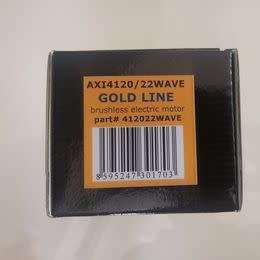 AXI4120/22WAVE
GOLD LINE
brushless electric motor
part# 412022WAVE
8595247301703